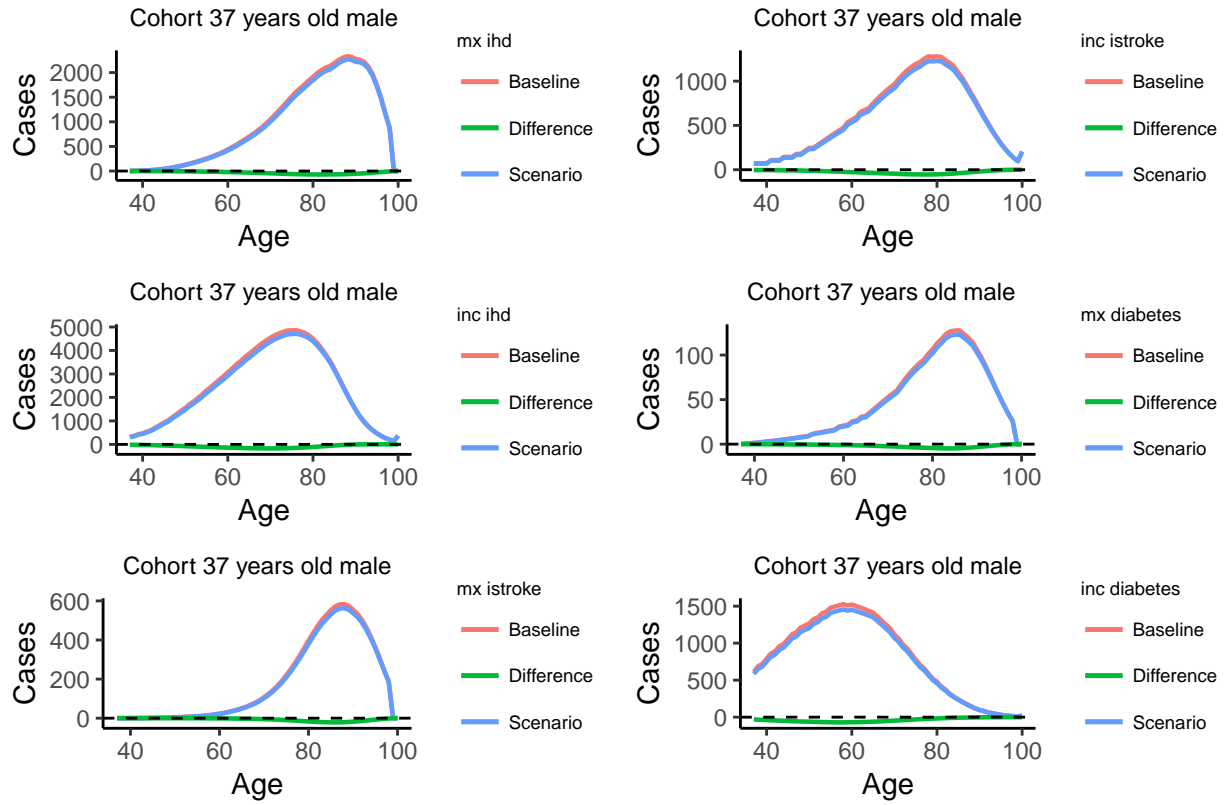 Cohort 37 years old male
mx ihd
2000
1500
1000
500
0
Cases
Baseline
Difference
Scenario
40 60 80 100
Age
Cohort 37 years old male
inc istroke
1000
500
0
Cases
Baseline
Difference
Scenario
40 60 80 100
Age
Cohort 37 years old male
inc ihd
5000
4000
3000
2000
1000
0
Cases
Baseline
Difference
Scenario
40 60 80 100
Age
Cohort 37 years old male
mx diabetes
100
50
0
Cases
Baseline
Difference
Scenario
40 60 80 100
Age
Cohort 37 years old male
mx istroke
600
400
200
0
Cases
Baseline
Difference
Scenario
40 60 80 100
Age
Cohort 37 years old male
inc diabetes
1500
1000
500
0
Cases
Baseline
Difference
Scenario
40 60 80 100
Age